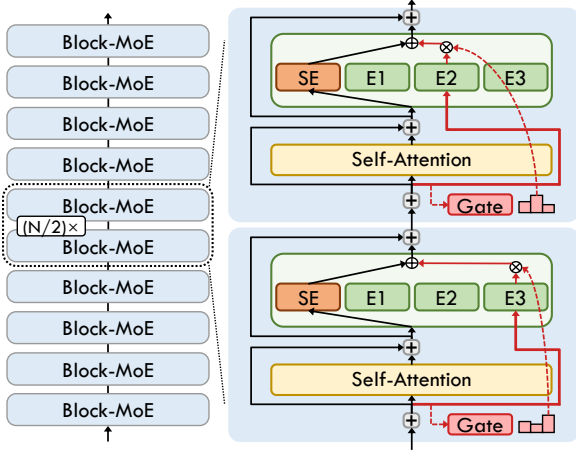 Block-MoE
Block-MoE
Block-MoE
Block-MoE
Block-MoE
(N/2)×
Block-MoE
Block-MoE
Block-MoE
Block-MoE
Block-MoE
SE E1 E2 E3
Self-Attention
Gate
SE E1 E2 E3
Self-Attention
Gate